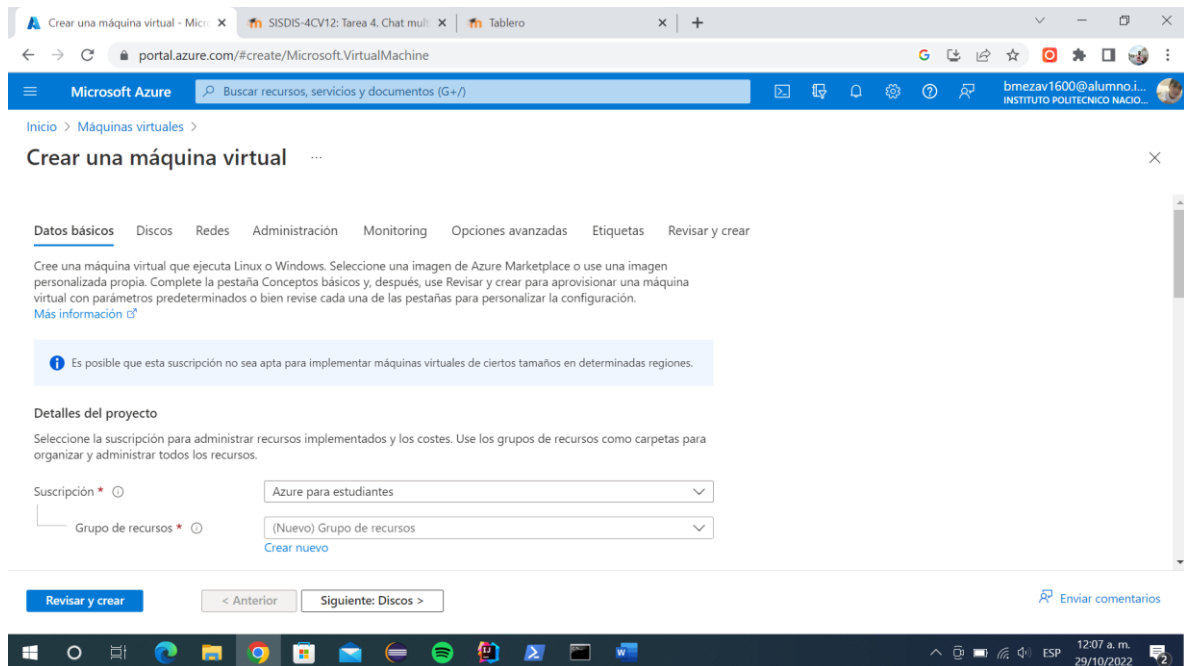 Crear una máquina virtual - Micr
SISDIS-4CV12: Tarea 4. Chat mult
Tablero
portal.azure.com/#create/Microsoft.VirtualMachine
Microsoft Azure
Buscar recursos, servicios y documentos (G+/)
bmezav1600@alumno.i...
INSTITUTO POLITECNICO NACIO...
Inicio > Máquinas virtuales >
Crear una máquina virtual ...
Datos básicos Discos Redes Administración Monitoring Opciones avanzadas Etiquetas Revisar y crear
Cree una máquina virtual que ejecuta Linux o Windows. Seleccione una imagen de Azure Marketplace o use una imagen
personalizada propia. Complete la pestaña Conceptos básicos y, después, use Revisar y crear para aprovisionar una máquina
virtual con parámetros predeterminados o bien revise cada una de las pestañas para personalizar la configuración.
Más información
Es posible que esta suscripción no sea apta para implementar máquinas virtuales de ciertos tamaños en determinadas regiones.
Detalles del proyecto
Seleccione la suscripción para administrar recursos implementados y los costes. Use los grupos de recursos como carpetas para
organizar y administrar todos los recursos.
Suscripción *
Azure para estudiantes
Grupo de recursos *
(Nuevo) Grupo de recursos
Crear nuevo
Revisar y crear
< Anterior
Siguiente: Discos >
Enviar comentarios
ESP
12:07 a. m.
29/10/2022
2